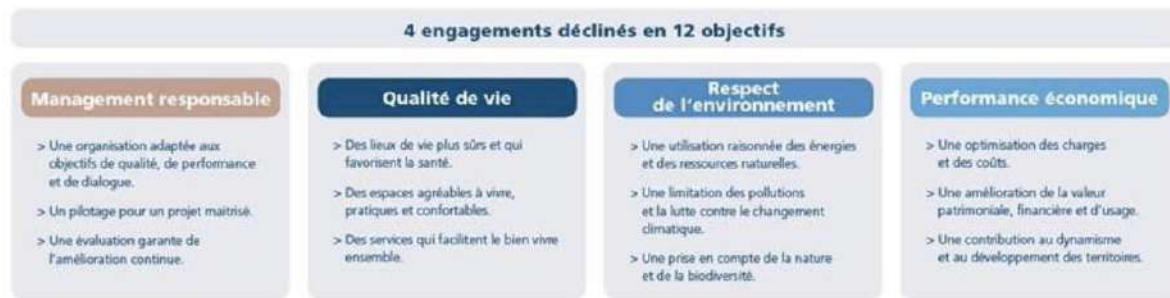 4 engagements déclinés en 12 objectifs
Management responsable
> Une organisation adaptée aux
objectifs de qualité, de performance
et de dialogue.
> Un pilotage pour un projet maitrisé.
> Une évaluation garante de
l'amélioration continue.
Qualité de vie
> Des lieux de vie plus sûrs et qui
favorisent la santé.
> Des espaces agréables à vivre,
pratiques et confortables.
> Des services qui facilitent le bien vivre
ensemble.
Respect
de l'environnement
> Une utilisation raisonnée des énergies
et des ressources naturelles.
> Une limitation des pollutions
et la lutte contre le changement
climatique.
> Une prise en compte de la nature
et de la biodiversité.
Performance économique
> Une optimisation des charges
et des coûts.
> Une amélioration de la valeur
patrimoniale, financière et d'usage.
> Une contribution au dynamisme
et au développement des territoires.